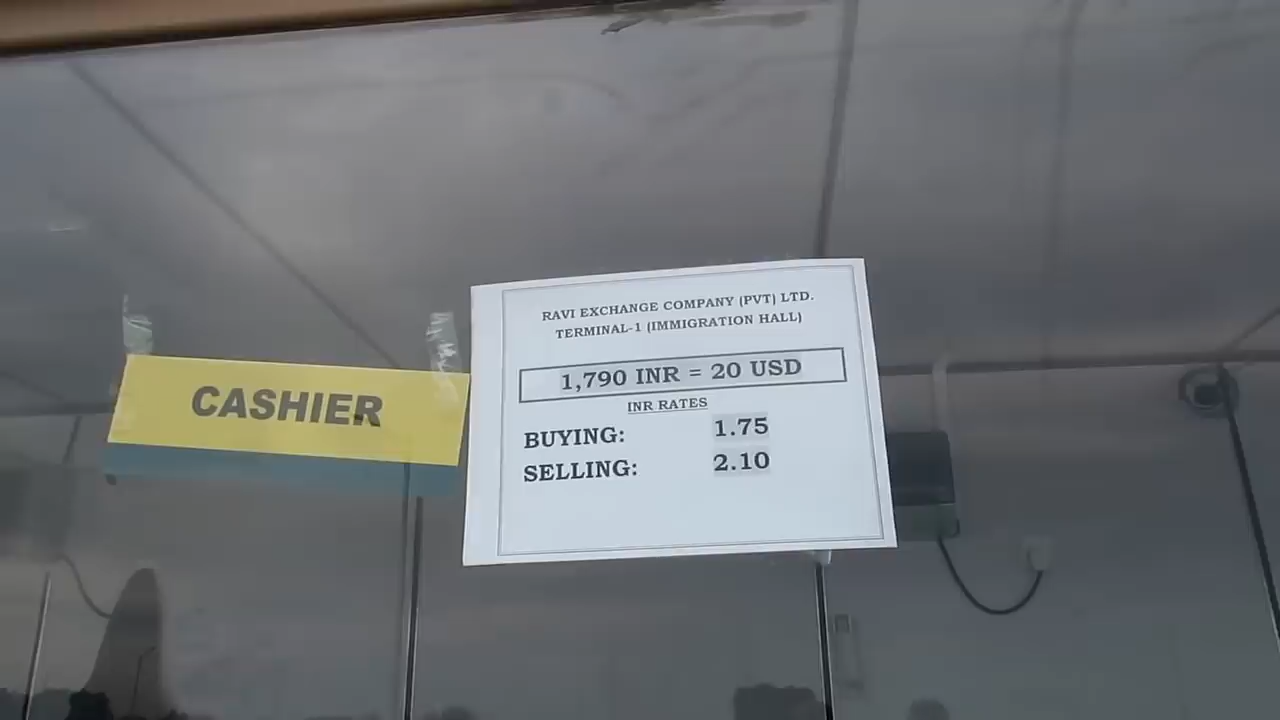 CASHIER
RAVI EXCHANGE COMPANY (PVT) LTD.
TERMINAL-1 (IMMIGRATION HALL)
1,790 INR = 20 USD
INR RATES
BUYING: 1.75
SELLING: 2.10